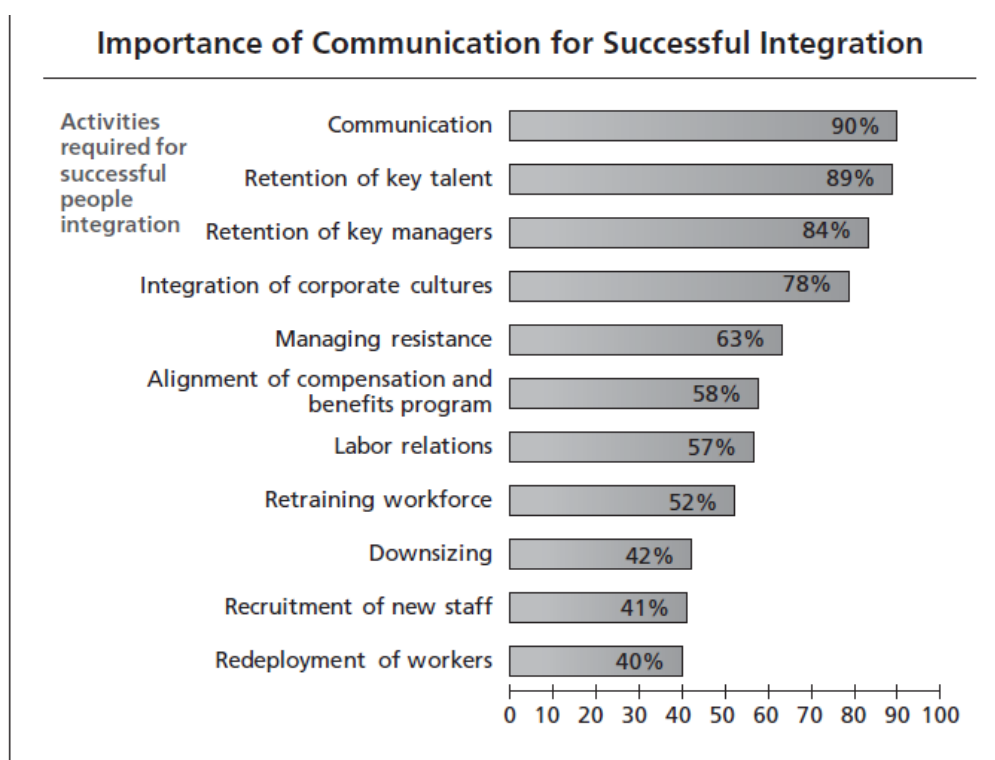 Importance of Communication for Successful Integration
Activities
required for
successful
people
integration
Communication 90%
Retention of key talent 89%
Retention of key managers 84%
Integration of corporate cultures 78%
Managing resistance 63%
Alignment of compensation and
benefits program 58%
Labor relations 57%
Retraining workforce 52%
Downsizing 42%
Recruitment of new staff 41%
Redeployment of workers 40%
0 10 20 30 40 50 60 70 80 90 100